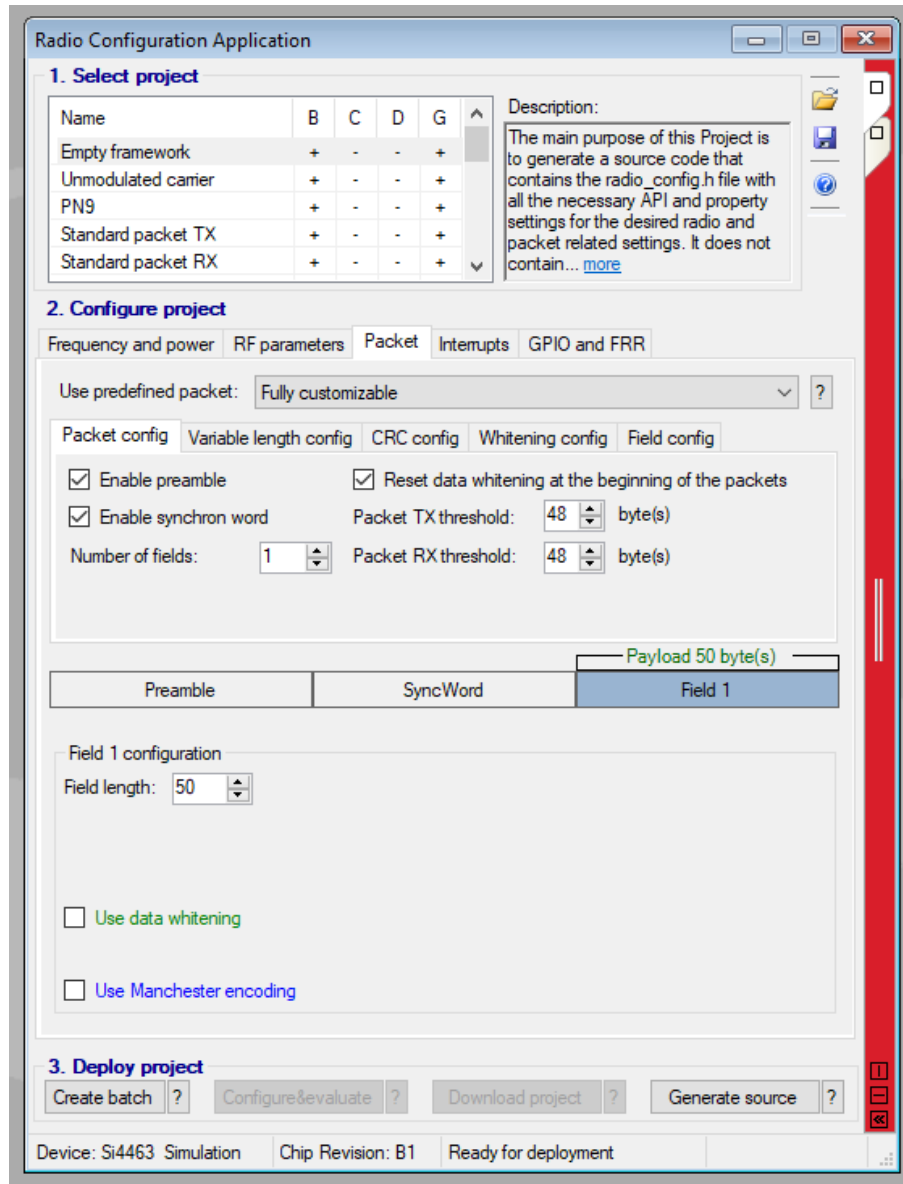 Radio Configuration Application
1. Select project
Name B C D G
Empty framework + - - +
Unmodulated carrier + - - +
PN9 + - - +
Standard packet TX + - - +
Standard packet RX + - - +
Description:
The main purpose of this Project is
to generate a source code that
contains the radio_config.h file with
all the necessary API and property
settings for the desired radio and
packet related settings. It does not
contain... more
2. Configure project
Frequency and power RF parameters Packet Interrupts GPIO and FRR
Use predefined packet: Fully customizable ?
Packet config Variable length config CRC config Whitening config Field config
Enable preamble Reset data whitening at the beginning of the packets
Enable synchron word Packet TX threshold: 48 byte(s)
Number of fields: 1 Packet RX threshold: 48 byte(s)
Payload 50 byte(s)
Preamble SyncWord Field 1
Field 1 configuration
Field length: 50
Use data whitening
Use Manchester encoding
3. Deploy project
Create batch ? Configure&evaluate ? Download project ? Generate source ?
Device: Si4463 Simulation Chip Revision: B1 Ready for deployment